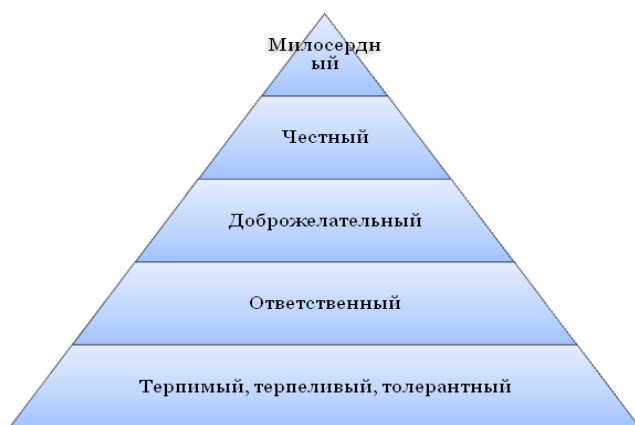 Милосердн
ый
Честный
Доброжелательный
Ответственный
Терпимый, терпеливый, толерантный